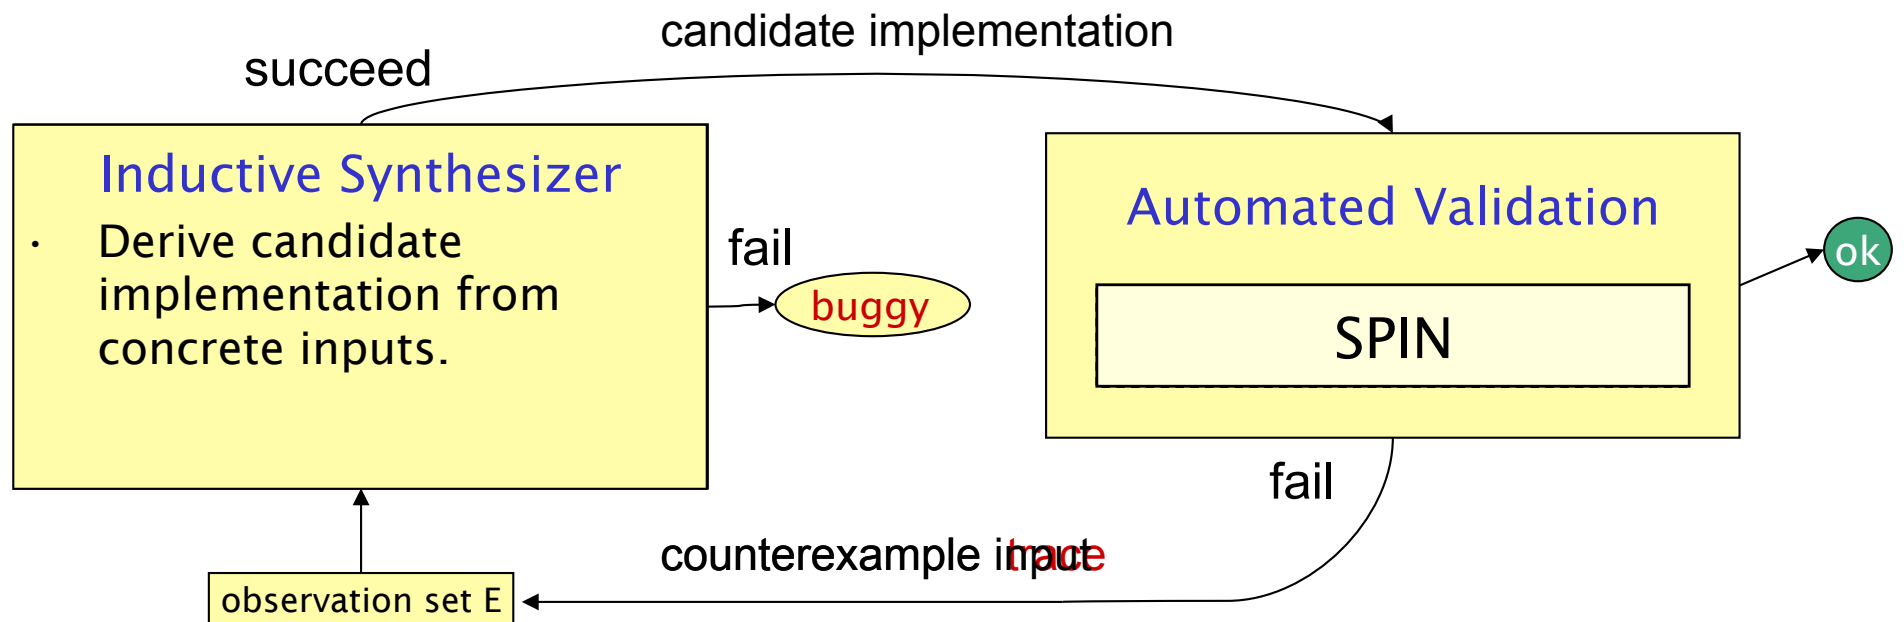 candidate implementation
succeed
Inductive Synthesizer
· Derive candidate
implementation from
concrete inputs.
fail
buggy
Automated Validation
SPIN
ok
fail
counterexample input trace
observation set E